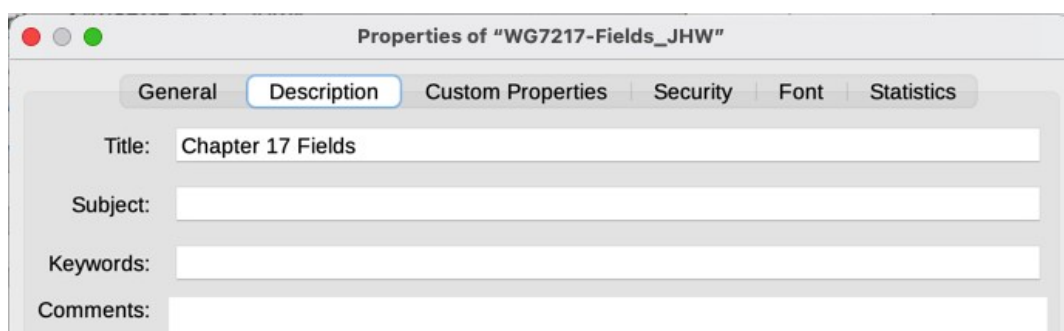 Properties of “WG7217-Fields_JHW”
General Description Custom Properties Security Font Statistics
Title: Chapter 17 Fields
Subject:
Keywords:
Comments: